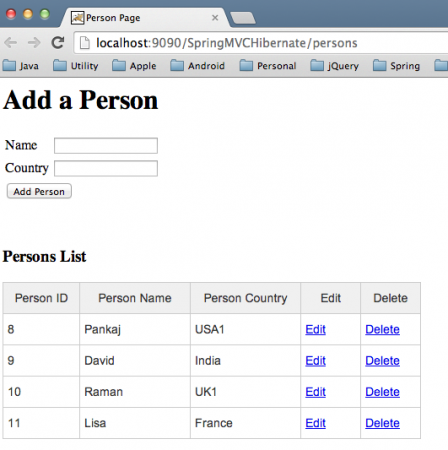 Person Page
localhost:9090/SpringMVCHibernate/persons
Java Utility Apple Android Personal jQuery Spring
Add a Person
Name
Country
Add Person
Persons List
Person ID Person Name Person Country Edit Delete
8 Pankaj USA1 Edit Delete
9 David India Edit Delete
10 Raman UK1 Edit Delete
11 Lisa France Edit Delete